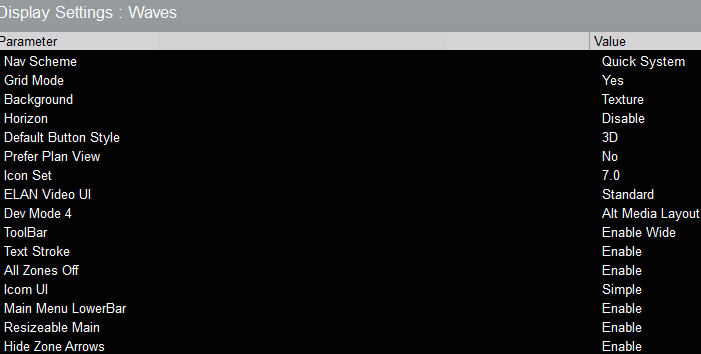 Display Settings : Waves
Parameter Value
Nav Scheme Quick System
Grid Mode Yes
Background Texture
Horizon Disable
Default Button Style 3D
Prefer Plan View No
Icon Set 7.0
ELAN Video UI Standard
Dev Mode 4 Alt Media Layout
ToolBar Enable Wide
Text Stroke Enable
All Zones Off Enable
Icom UI Simple
Main Menu LowerBar Enable
Resizeable Main Enable
Hide Zone Arrows Enable